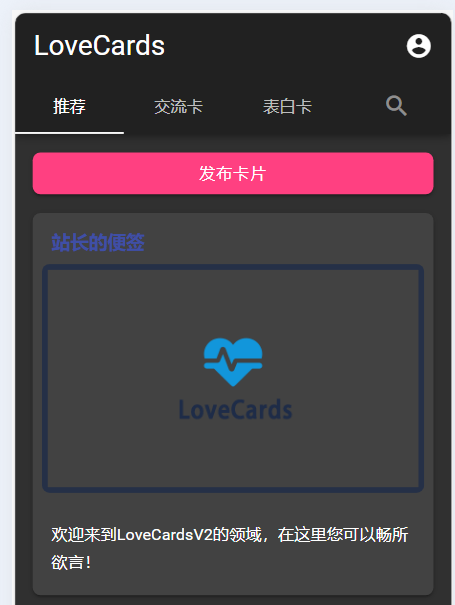 LoveCards
推荐
交流卡
表白卡
发布卡片
站长的便签
LoveCards
欢迎来到LoveCardsV2的领域，在这里您可以畅所
欲言！